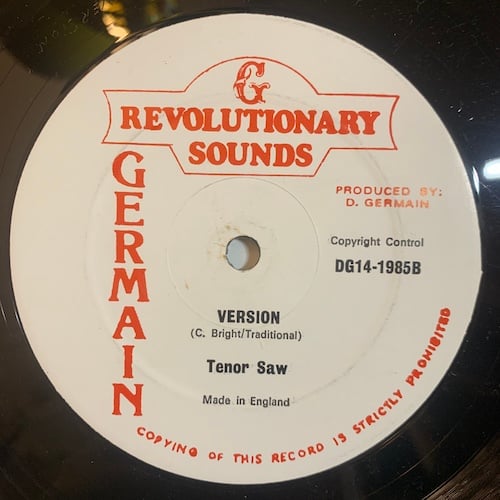 G
REVOLUTIONARY
SOUNDS
GERMAIN
PRODUCED BY:
D. GERMAIN
Copyright Control
DG14-1985B
VERSION
(C. Bright/Traditional)
Tenor Saw
Made in England
COPYING OF THIS RECORD IS STRICTLY PROHIBITED